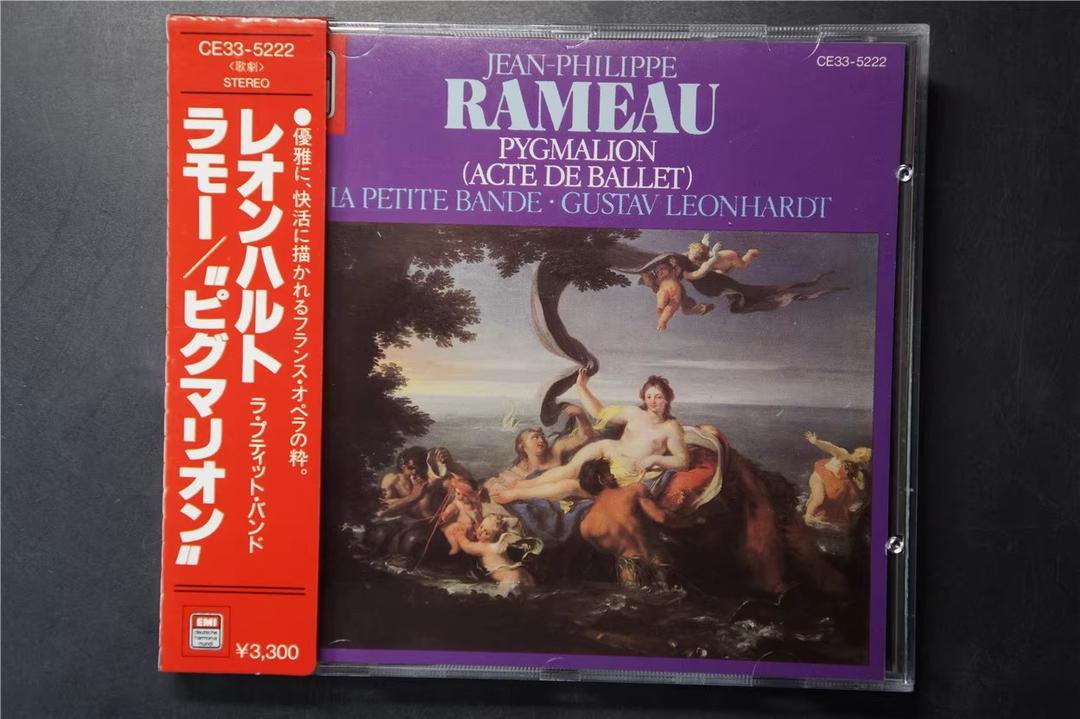 CE33-5222
〈歌劇〉
STEREO
●優雅に、快活に描かれるフランス・オペラの粋。
レオンハルト ラ・プティット・バンド
ラモー/"ピグマリオン"
EMI
deutsche
harmonia
mundi
¥3,300
JEAN-PHILIPPE
CE33-5222
RAMEAU
PYGMALION
(ACTE DE BALLET)
LA PETITE BANDE · GUSTAV LEONHARDT